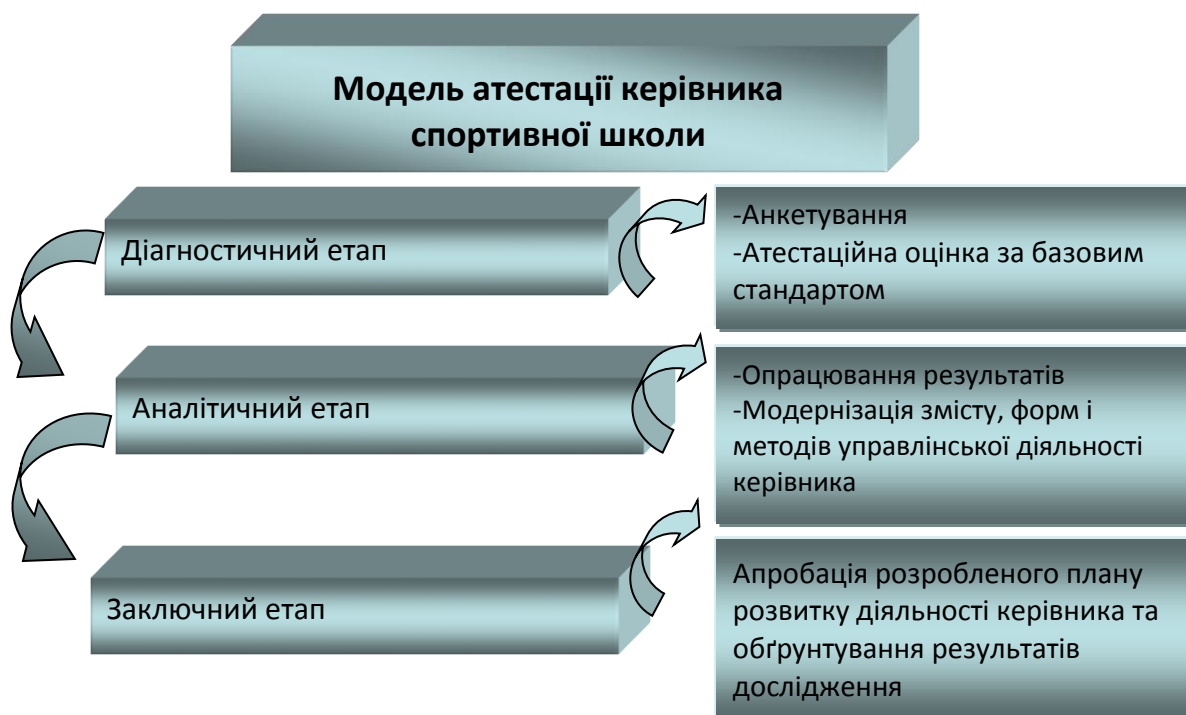 Модель атестації керівника
спортивної школи
Діагностичний етап
-Анкетування
-Атестаційна оцінка за базовим
стандартом
Аналітичний етап
-Опрацювання результатів
-Модернізація змісту, форм і
методів управлінської діяльності
керівника
Заключний етап
Апробація розробленого плану
розвитку діяльності керівника та
обґрунтування результатів
дослідження